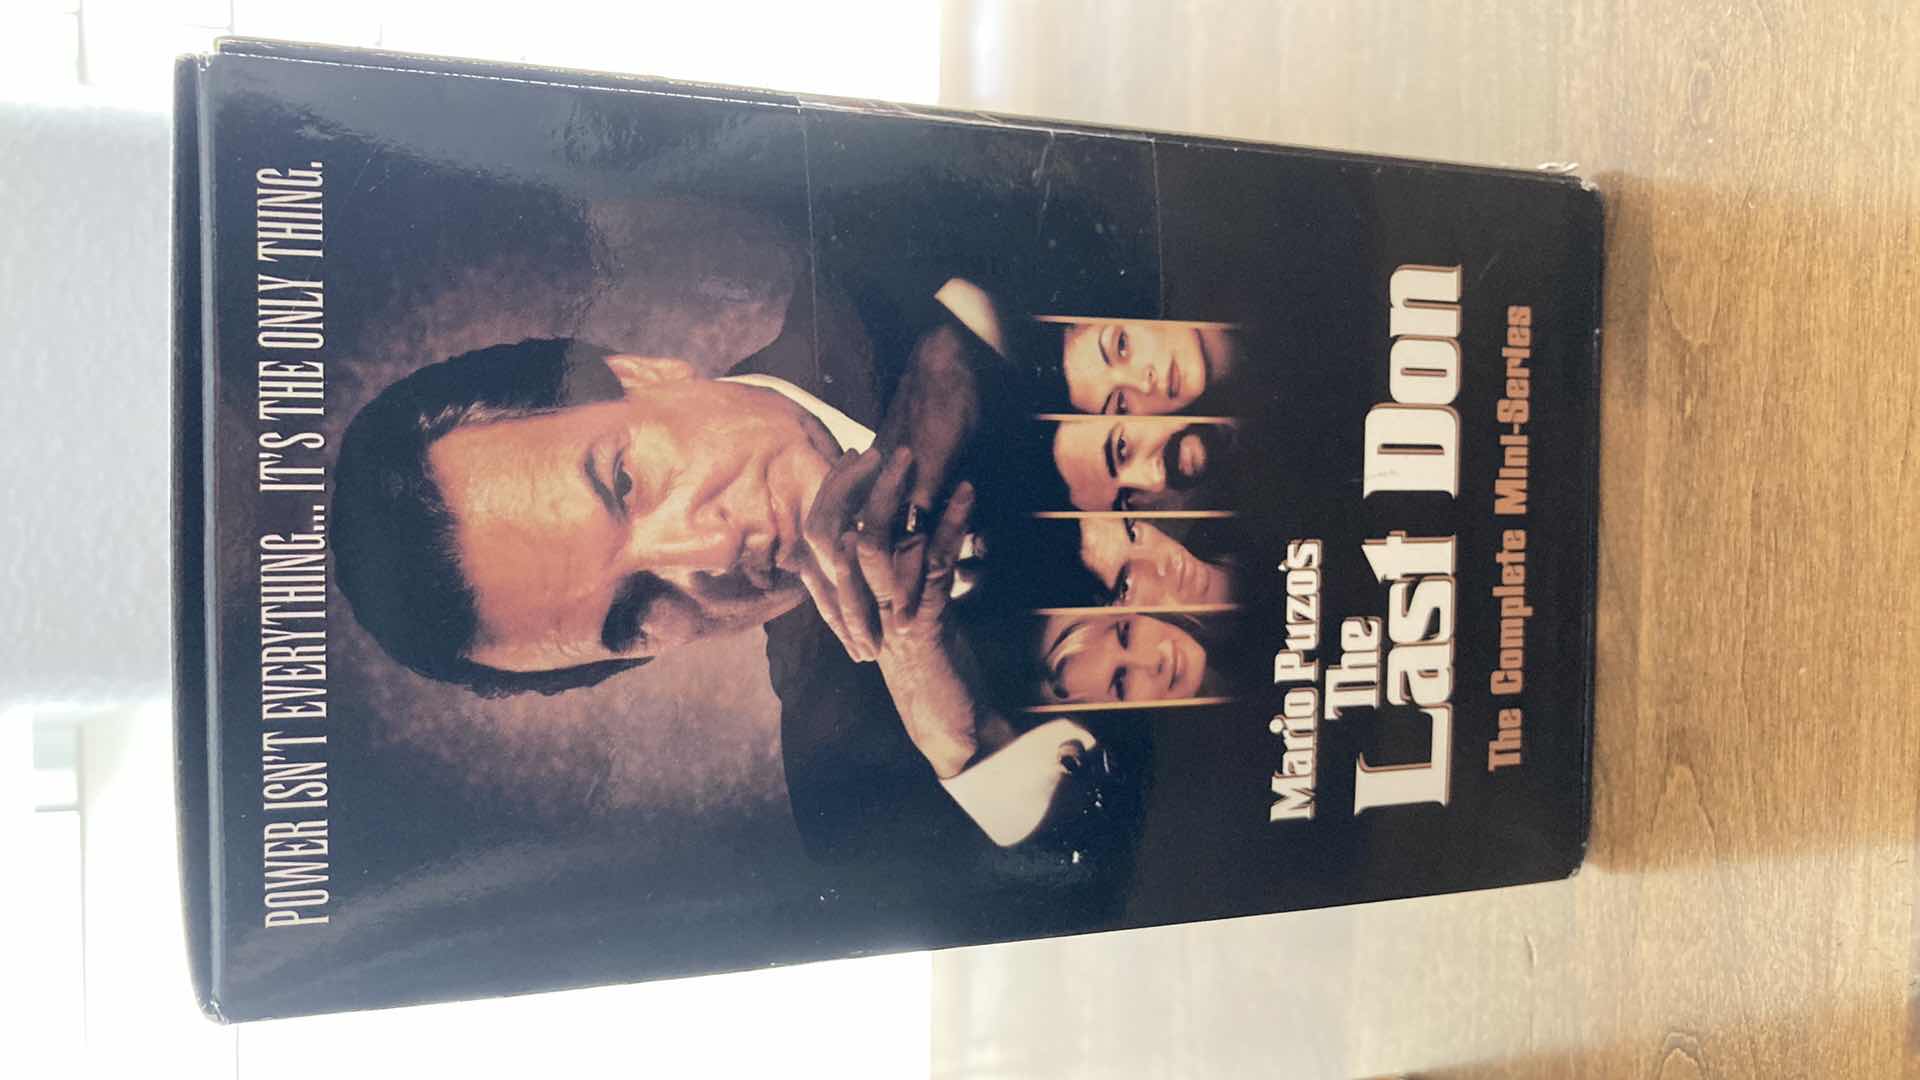 POWER ISN'T EVERYTHING... IT'S THE ONLY THING.
Mario Puzo's
The
Last Don
The Complete Mini-Series